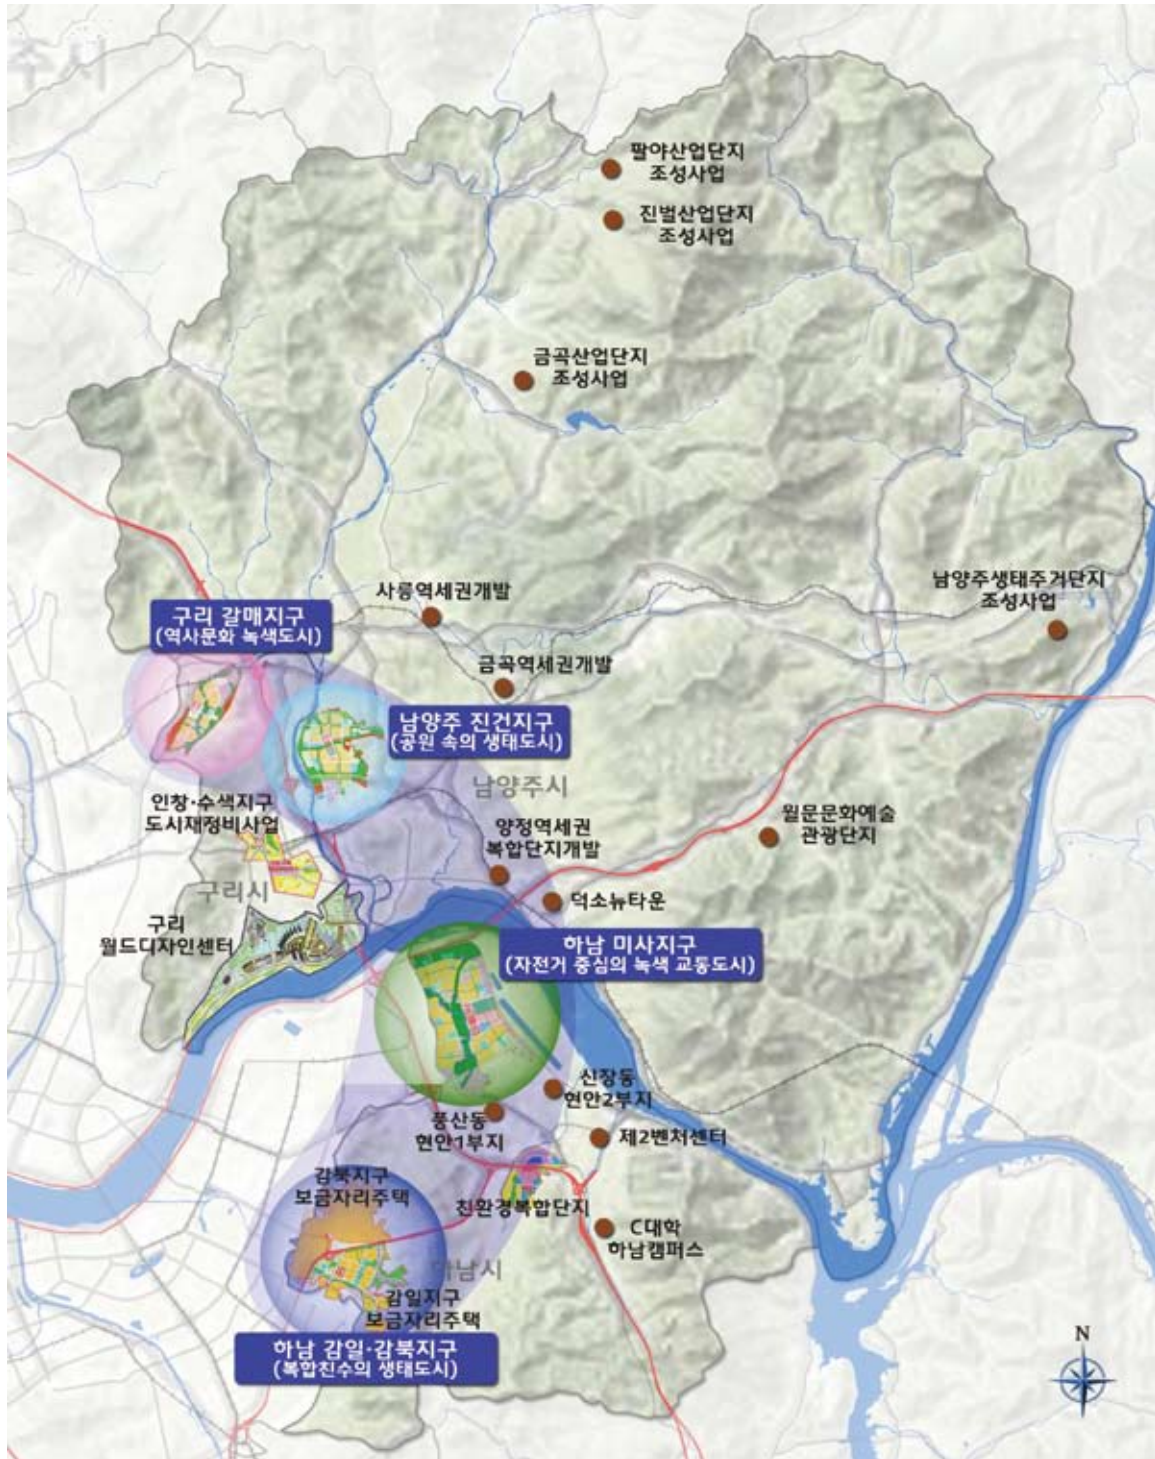 주시
팔야산업단지
조성사업
진벌산업단지
조성사업
금곡산업단지
조성사업
사릉역세권개발
남양주생태주거단지
조성사업
구리 갈매지구
(역사문화 녹색도시)
금곡역세권개발
남양주 진건지구
(공원 속의 생태도시)
남양주시
인창·수색지구
도시재정비사업
양정역세권
복합단지개발
월문문화예술
관광단지
구리시
덕소뉴타운
구리
월드디자인센터
하남 미사지구
(자전거 중심의 녹색 교통도시)
신장동
현안2부지
풍산동
현안1부지
제2벤처센터
감북지구
보금자리주택
친환경복합단지
C대학
하남캠퍼스
하남시
감일지구
보금자리주택
하남 감일·감북지구
(복합친수의 생태도시)
N